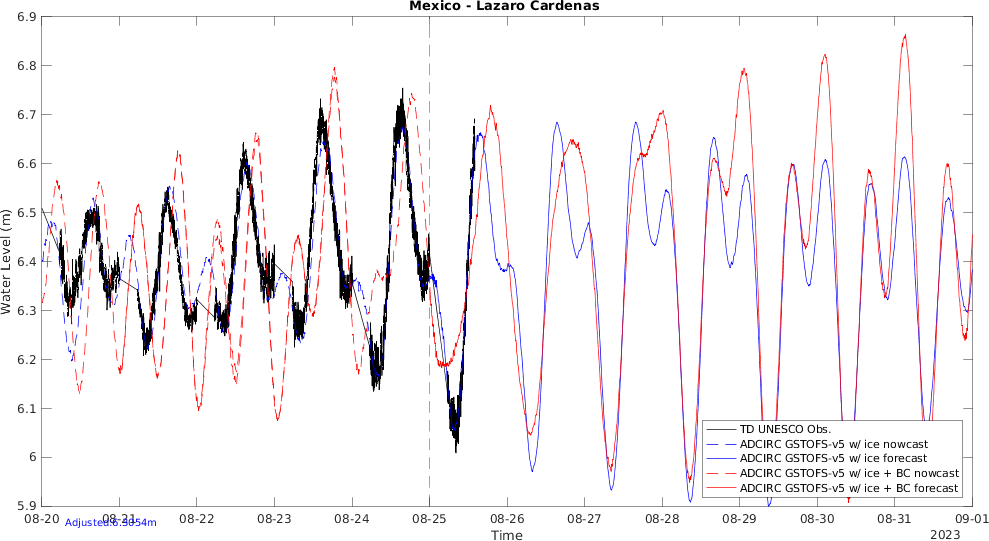 Mexico - Lazaro Cardenas
6.9
6.8
6.7
6.6
6.5
6.4
6.3
6.2
6.1
6
5.9
Water Level (m)
TD UNESCO Obs.
ADCIRC GSTOFS-v5 w/ ice nowcast
ADCIRC GSTOFS-v5 w/ ice forecast
ADCIRC GSTOFS-v5 w/ ice + BC nowcast
ADCIRC GSTOFS-v5 w/ ice + BC forecast
08-20 08-21 08-22 08-23 08-24 08-25 08-26 08-27 08-28 08-29 08-30 08-31 09-01
Time
2023